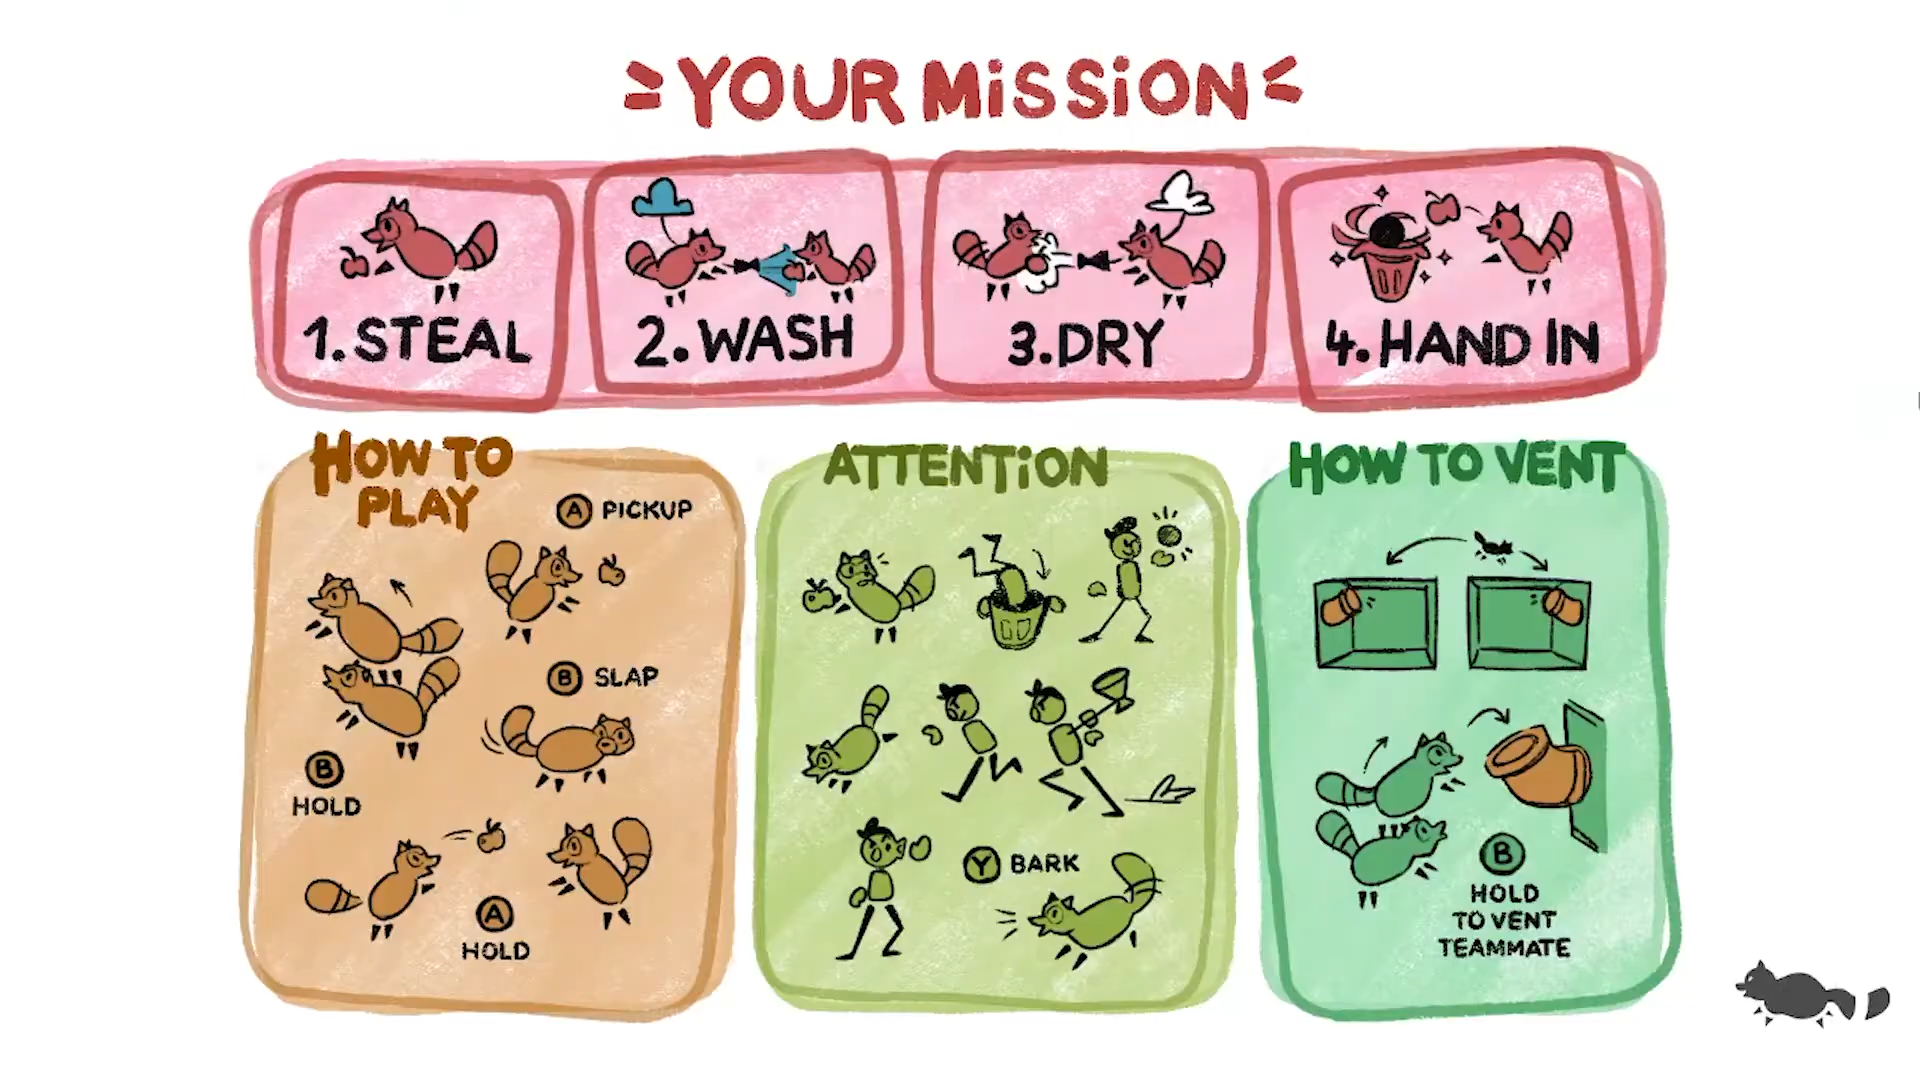 YOUR MiSSiON
1. STEAL
2. WASH
3. DRY
4. HAND IN
HOW TO
PLAY
A PICKUP
B SLAP
B
HOLD
A
HOLD
ATTENTiON
Y BARK
HOW TO VENT
B
HOLD
TO VENT
TEAMMATE